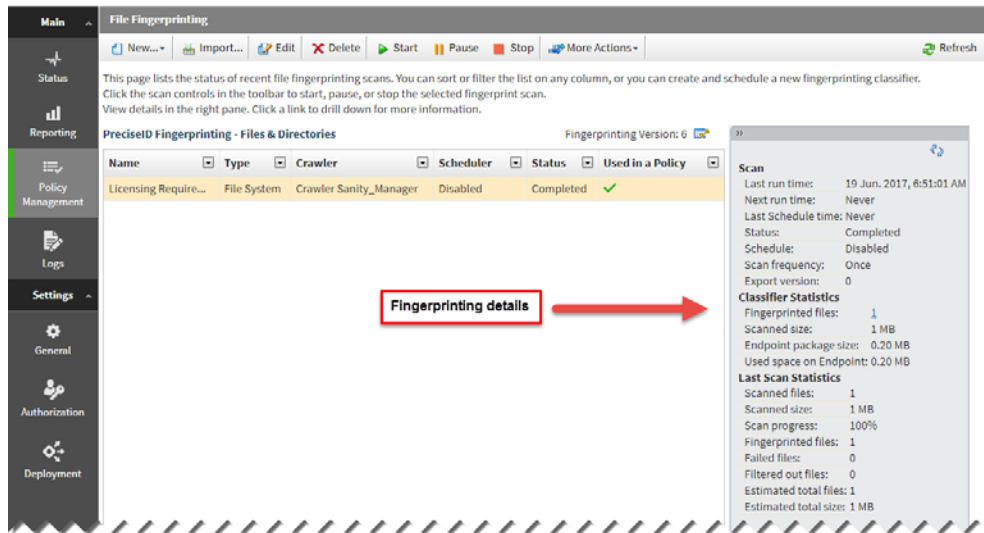 Main
File Fingerprinting
New... Import... Edit Delete Start Pause Stop More Actions Refresh
Status
This page lists the status of recent file fingerprinting scans. You can sort or filter the list on any column, or you can create and schedule a new fingerprinting classifier.
Click the scan controls in the toolbar to start, pause, or stop the selected fingerprint scan.
View details in the right pane. Click a link to drill down for more information.
Reporting
PreciseID Fingerprinting - Files & Directories Fingerprinting Version: 6
Name Type Crawler Scheduler Status Used in a Policy
Licensing Require... File System Crawler Sanity_Manager Disabled Completed
Policy
Management
Logs
Settings
General
Authorization
Deployment
Fingerprinting details
Scan
Last run time: 19 Jun. 2017, 6:51:01 AM
Next run time: Never
Last Schedule time: Never
Status: Completed
Schedule: Disabled
Scan frequency: Once
Export version: 0
Classifier Statistics
Fingerprinted files: 1
Scanned size: 1 MB
Endpoint package size: 0.20 MB
Used space on Endpoint: 0.20 MB
Last Scan Statistics
Scanned files: 1
Scanned size: 1 MB
Scan progress: 100%
Fingerprinted files: 1
Failed files: 0
Filtered out files: 0
Estimated total files: 1
Estimated total size: 1 MB